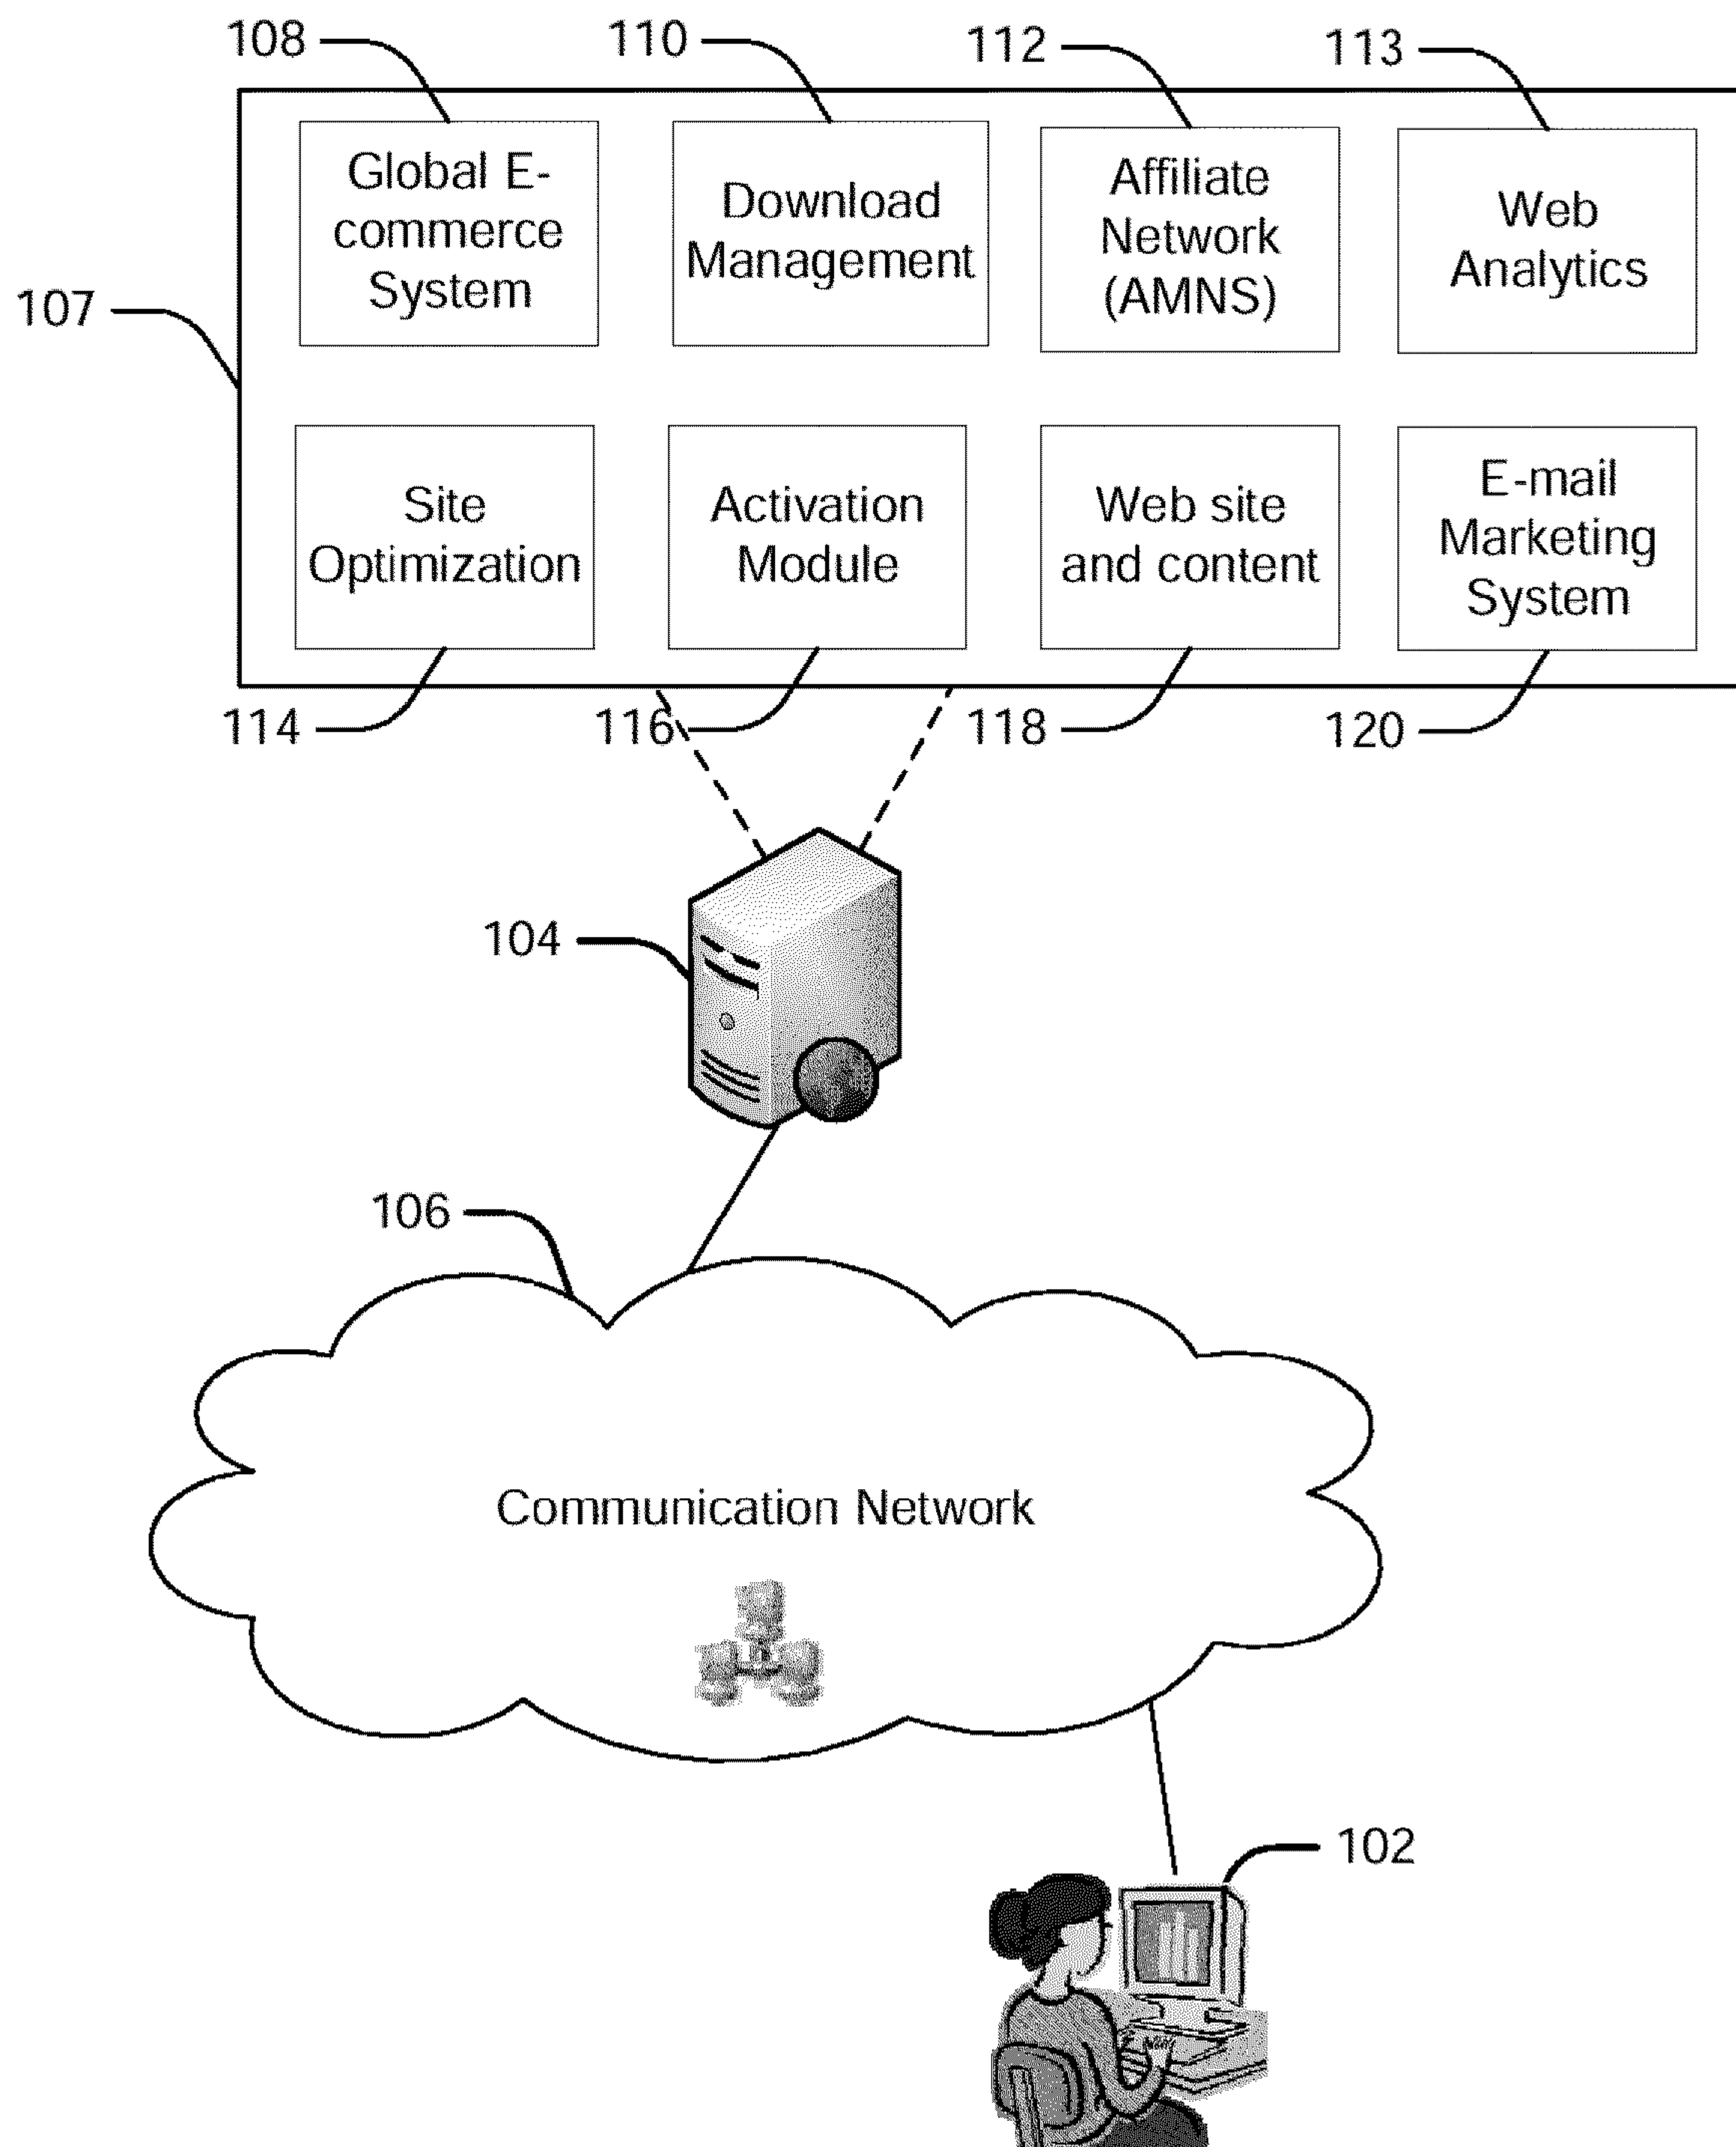 108
110
112
113
Global E-
commerce
System
Download
Management
Affiliate
Network
(AMNS)
Web
Analytics
107
Site
Optimization
Activation
Module
Web site
and content
E-mail
Marketing
System
114
116
118
120
104
106
Communication Network
102